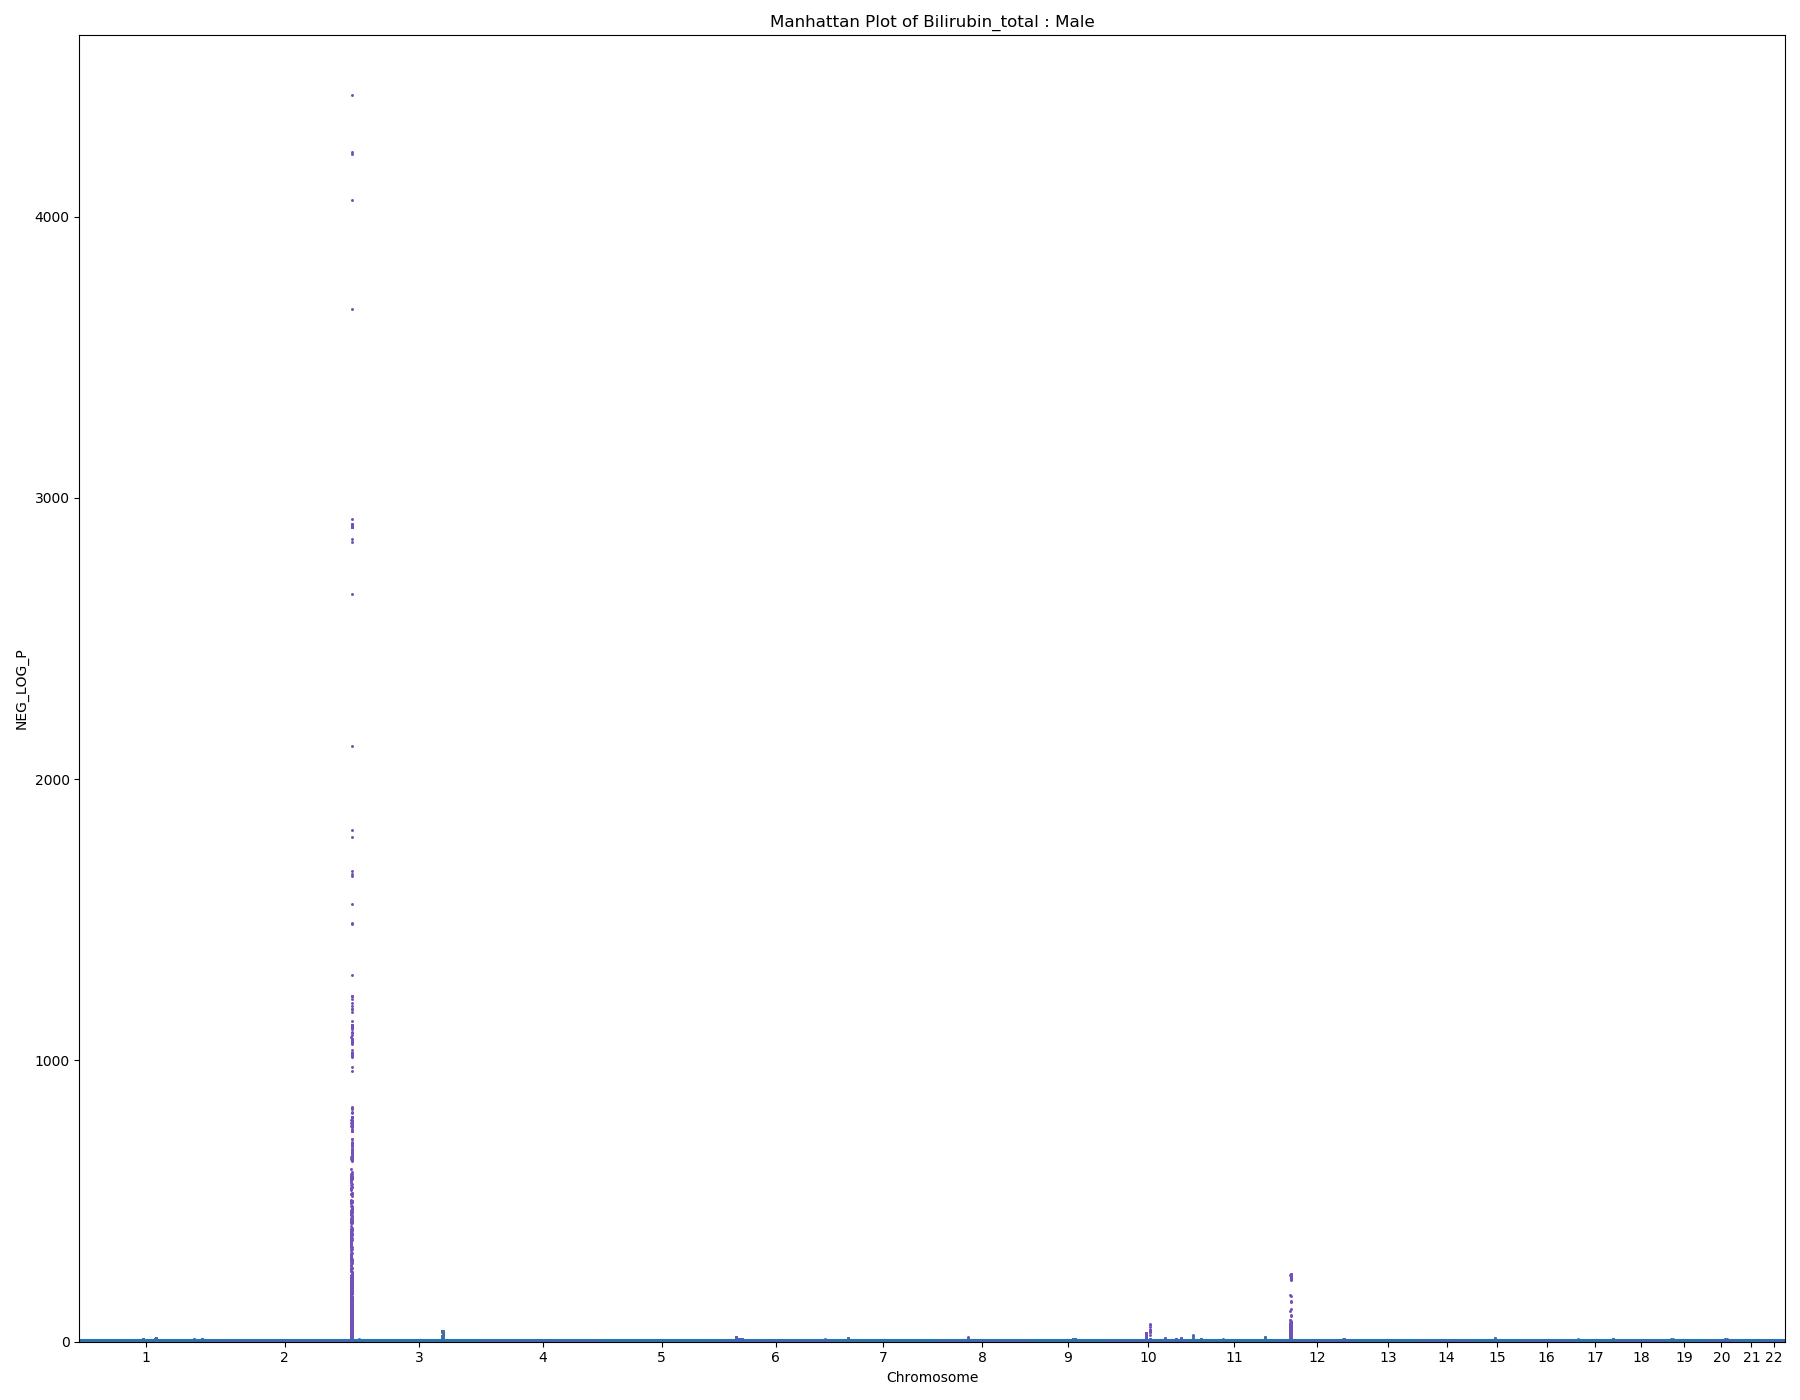 Manhattan Plot of Bilirubin_total : Male
NEG_LOG_P
4000
3000
2000
1000
0
1 2 3 4 5 6 7 8 9 10 11 12 13 14 15 16 17 18 19 20 21 22
Chromosome